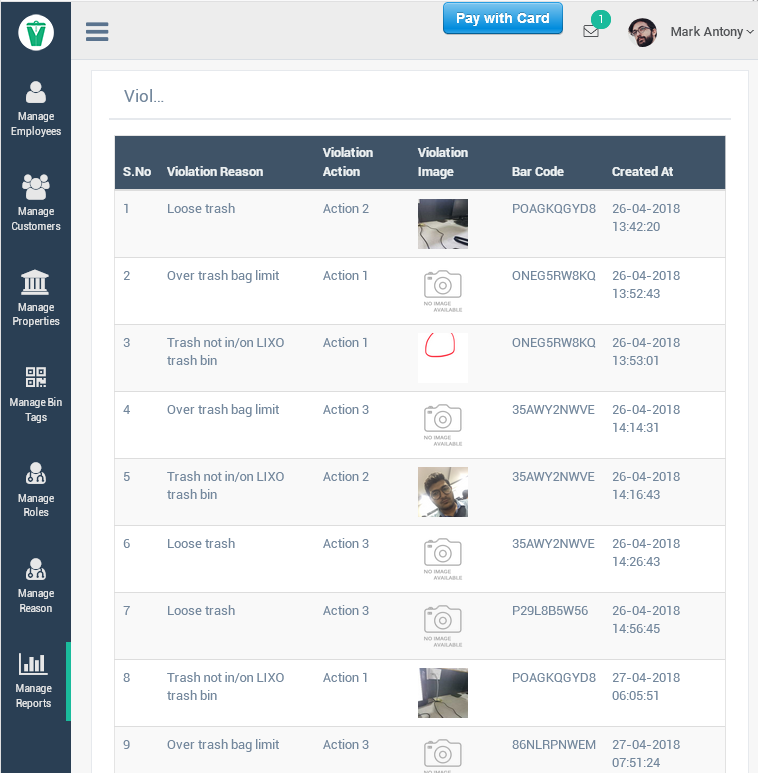 Pay with Card
1
Mark Antony
Manage
Employees
Manage
Customers
Manage
Properties
Manage Bin
Tags
Manage
Roles
Manage
Reason
Manage
Reports
Viol...
S.No Violation Reason Violation Action Violation Image Bar Code Created At
1 Loose trash Action 2 POAGKQGYD8 26-04-2018
13:42:20
2 Over trash bag limit Action 1 NO IMAGE AVAILABLE ONEG5RW8KQ 26-04-2018
13:52:43
3 Trash not in/on LIXO Action 1 ONEG5RW8KQ 26-04-2018
trash bin 13:53:01
4 Over trash bag limit Action 3 NO IMAGE AVAILABLE 35AWY2NWVE 26-04-2018
14:14:31
5 Trash not in/on LIXO Action 2 35AWY2NWVE 26-04-2018
trash bin 14:16:43
6 Loose trash Action 3 NO IMAGE AVAILABLE 35AWY2NWVE 26-04-2018
14:26:43
7 Loose trash Action 3 NO IMAGE AVAILABLE P29L8B5W56 26-04-2018
14:56:45
8 Trash not in/on LIXO Action 1 POAGKQGYD8 27-04-2018
trash bin 06:05:51
9 Over trash bag limit Action 3 86NLRPNWEM 27-04-2018
07:51:24